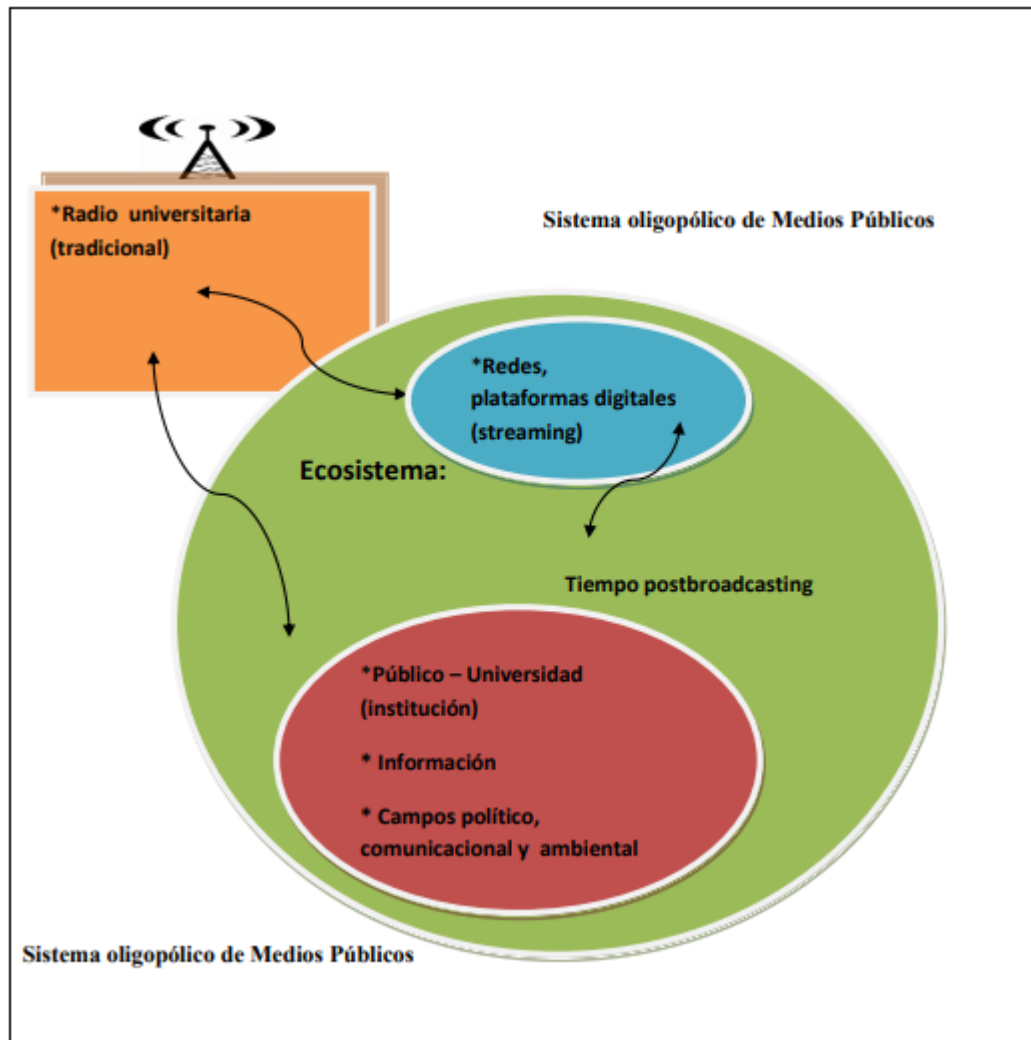 *Radio universitaria
(tradicional)
Sistema oligopólico de Medios Públicos
*Redes,
plataformas digitales
(streaming)
Ecosistema:
Tiempo postbroadcasting
*Público – Universidad
(institución)
* Información
* Campos político,
comunicacional y ambiental
Sistema oligopólico de Medios Públicos